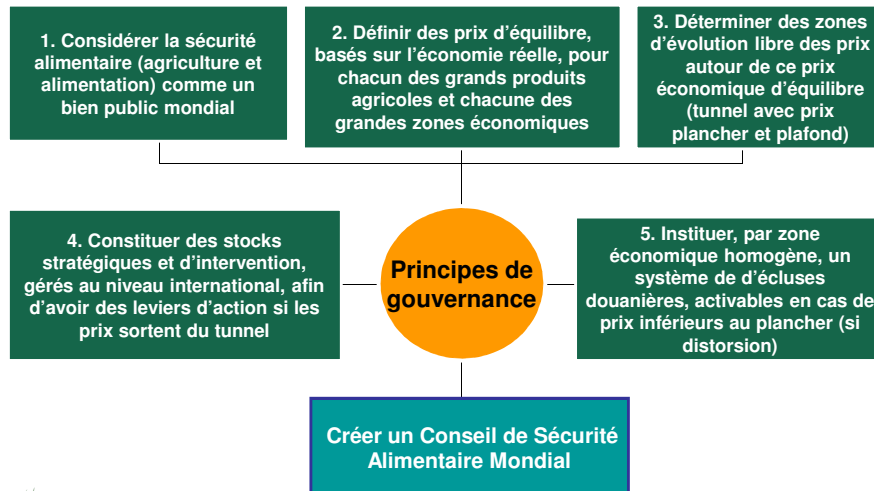 1. Considérer la sécurité
alimentaire (agriculture et
alimentation) comme un
bien public mondial
2. Définir des prix d’équilibre,
basés sur l’économie réelle, pour
chacun des grands produits
agricoles et chacune des
grandes zones économiques
3. Déterminer des zones
d’évolution libre des prix
autour de ce prix
économique d’équilibre
(tunnel avec prix
plancher et plafond)
4. Constituer des stocks
stratégiques et d’intervention,
gérés au niveau international, afin
d’avoir des leviers d’action si les
prix sortent du tunnel
Principes de
gouvernance
5. Instituer, par zone
économique homogène, un
système de d’écluses
douanières, activables en cas de
prix inférieurs au plancher (si
distorsion)
Créer un Conseil de Sécurité
Alimentaire Mondial